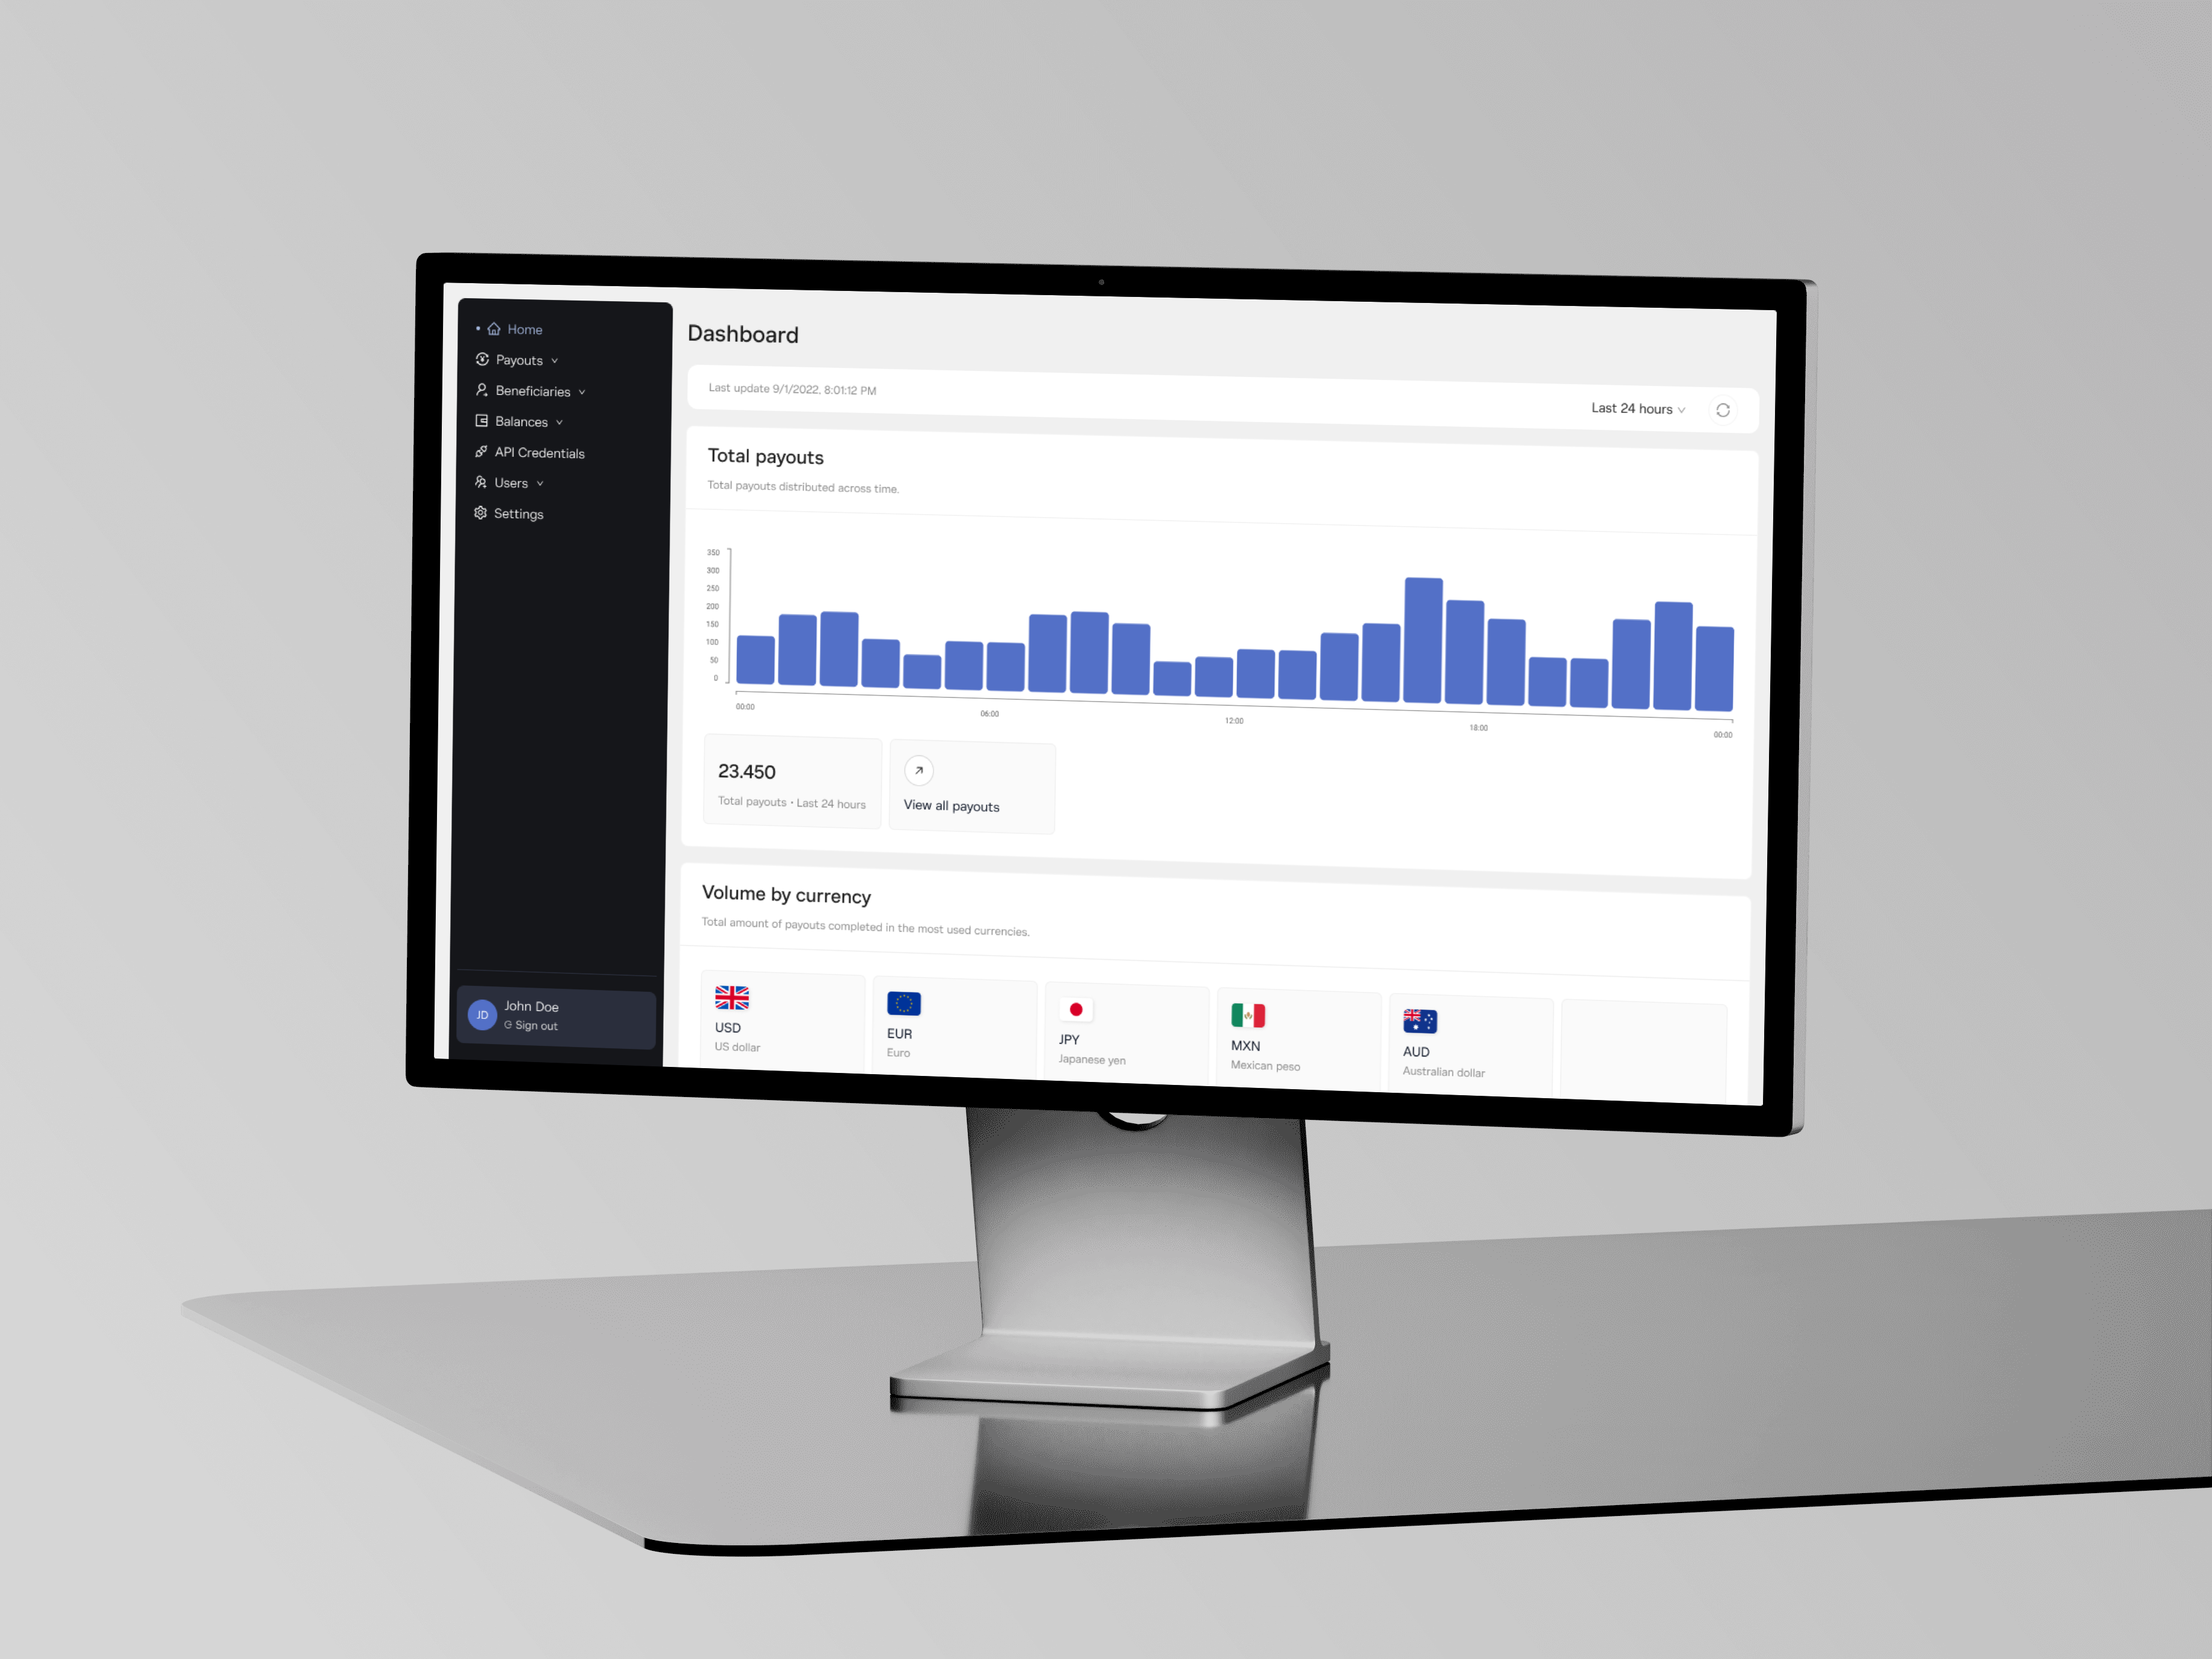 Home
Payouts
Beneficiaries
Balances
API Credentials
Users
Settings
JD
John Doe
Sign out
Dashboard
Last update 9/1/2022, 8:01:12 PM
Last 24 hours
Total payouts
Total payouts distributed across time.
350
300
250
200
150
100
50
0
00:00
06:00
12:00
18:00
00:00
23.450
Total payouts • Last 24 hours
View all payouts
Volume by currency
Total amount of payouts completed in the most used currencies.
USD
US dollar
EUR
Euro
JPY
Japanese yen
MXN
Mexican peso
AUD
Australian dollar